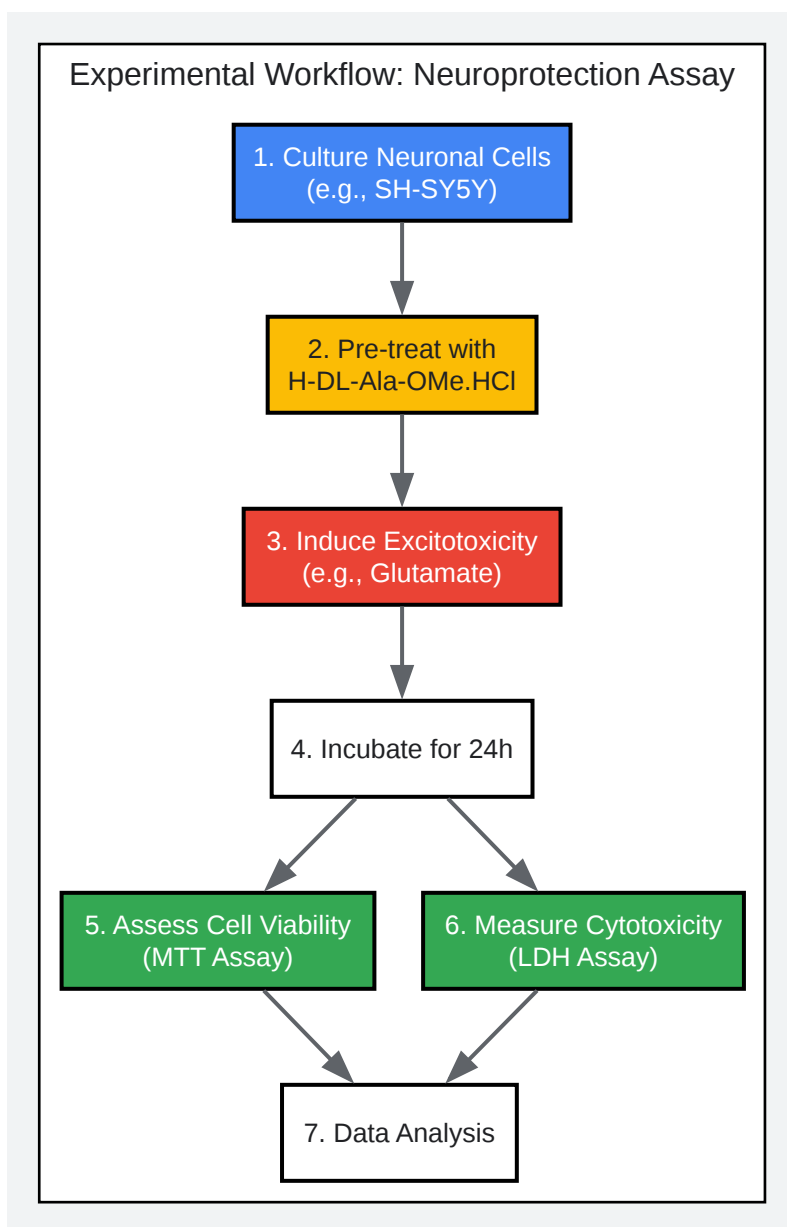 Experimental Workflow: Neuroprotection Assay
1. Culture Neuronal Cells
(e.g., SH-SY5Y)
2. Pre-treat with
H-DL-Ala-OMe.HCl
3. Induce Excitotoxicity
(e.g., Glutamate)
4. Incubate for 24h
5. Assess Cell Viability
(MTT Assay)
6. Measure Cytotoxicity
(LDH Assay)
7. Data Analysis